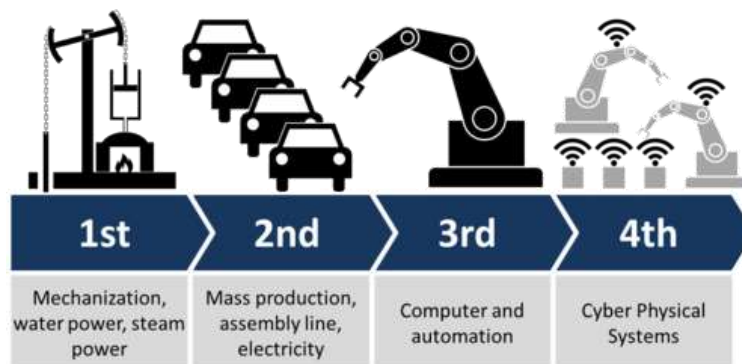 1st
2nd
3rd
4th
Mechanization,
water power, steam
power
Mass production,
assembly line,
electricity
Computer and
automation
Cyber Physical
Systems